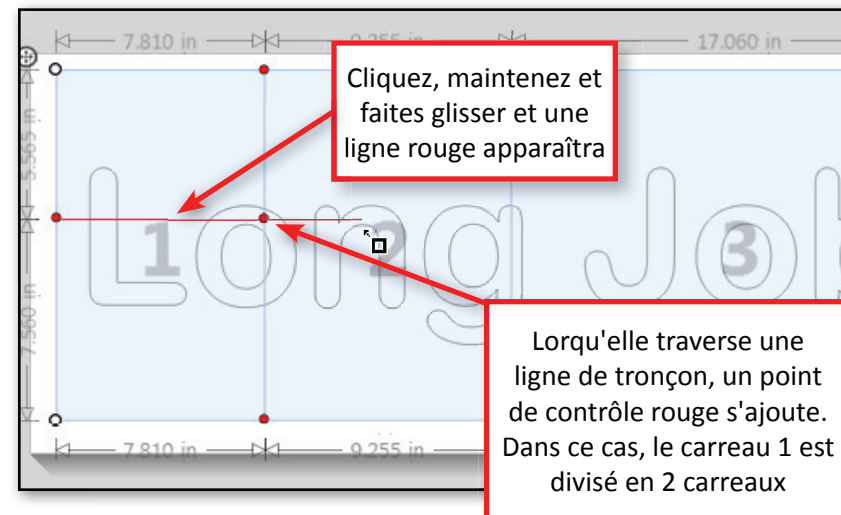 7.810 in
17.060 in
Cliquez, maintenez et
faites glisser et une
ligne rouge apparaîtra
5.565 in
Long Job
1
2
3
7.560 in
Lorqu'elle traverse une
ligne de tronçon, un point
de contrôle rouge s'ajoute.
Dans ce cas, le carreau 1 est
divisé en 2 carreaux
7.810 in
9.255 in